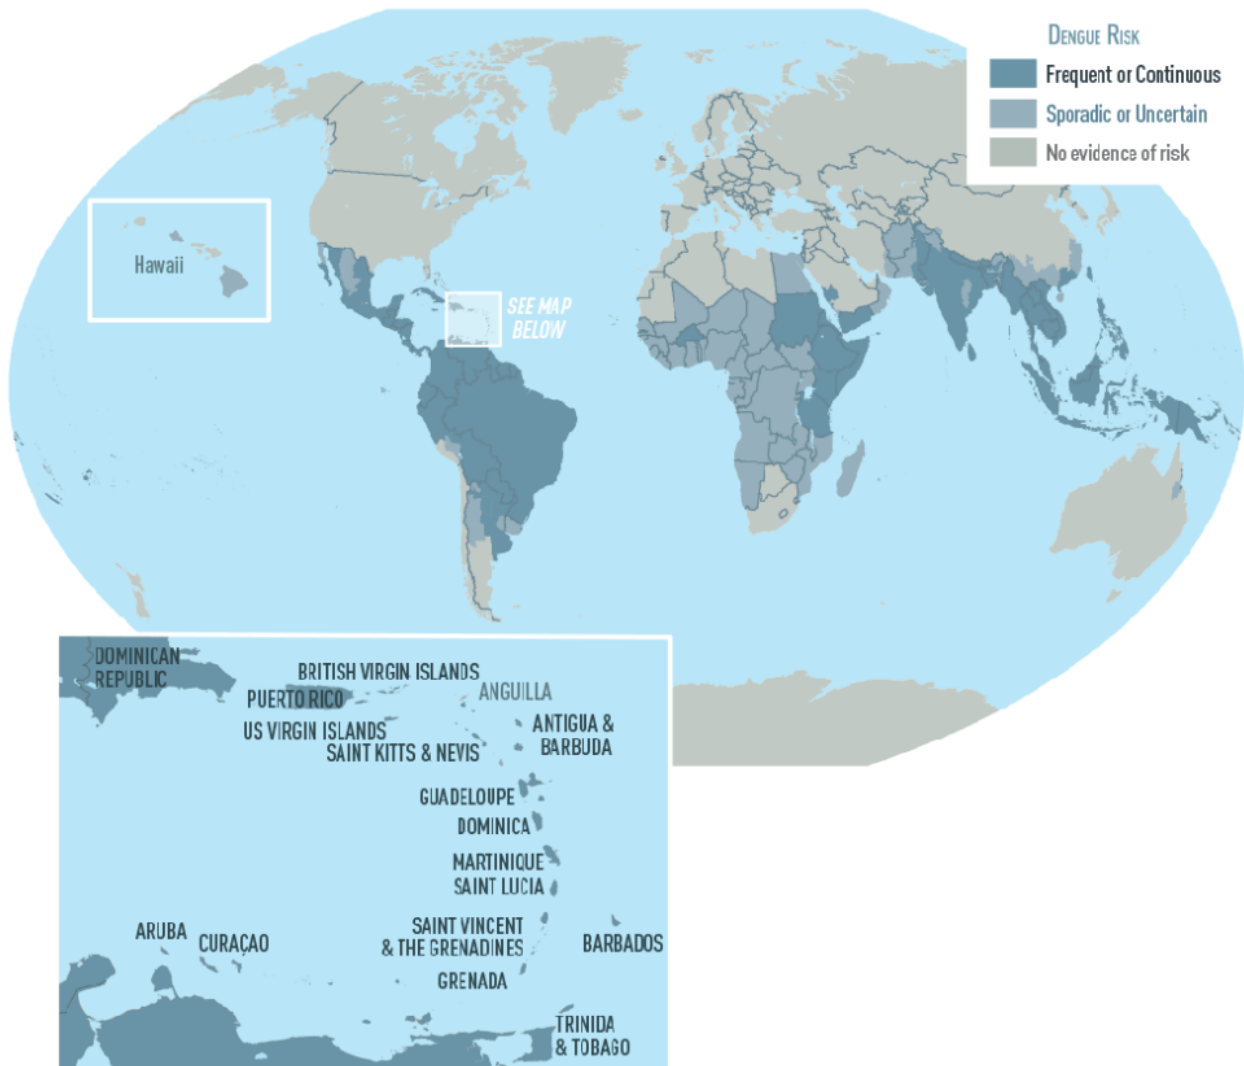 DENGUE RISK
Frequent or Continuous
Sporadic or Uncertain
No evidence of risk
Hawaii
SEE MAP
BELOW
DOMINICAN
REPUBLIC
BRITISH VIRGIN ISLANDS
PUERTO RICO
ANGUILLA
US VIRGIN ISLANDS
ANTIGUA &
BARBUDA
SAINT KITTS & NEVIS
GUADELOUPE
DOMINICA
MARTINIQUE
SAINT LUCIA
SAINT VINCENT
& THE GRENADINES
BARBADOS
ARUBA
CURAÇAO
GRENADA
TRINIDA
& TOBAGO